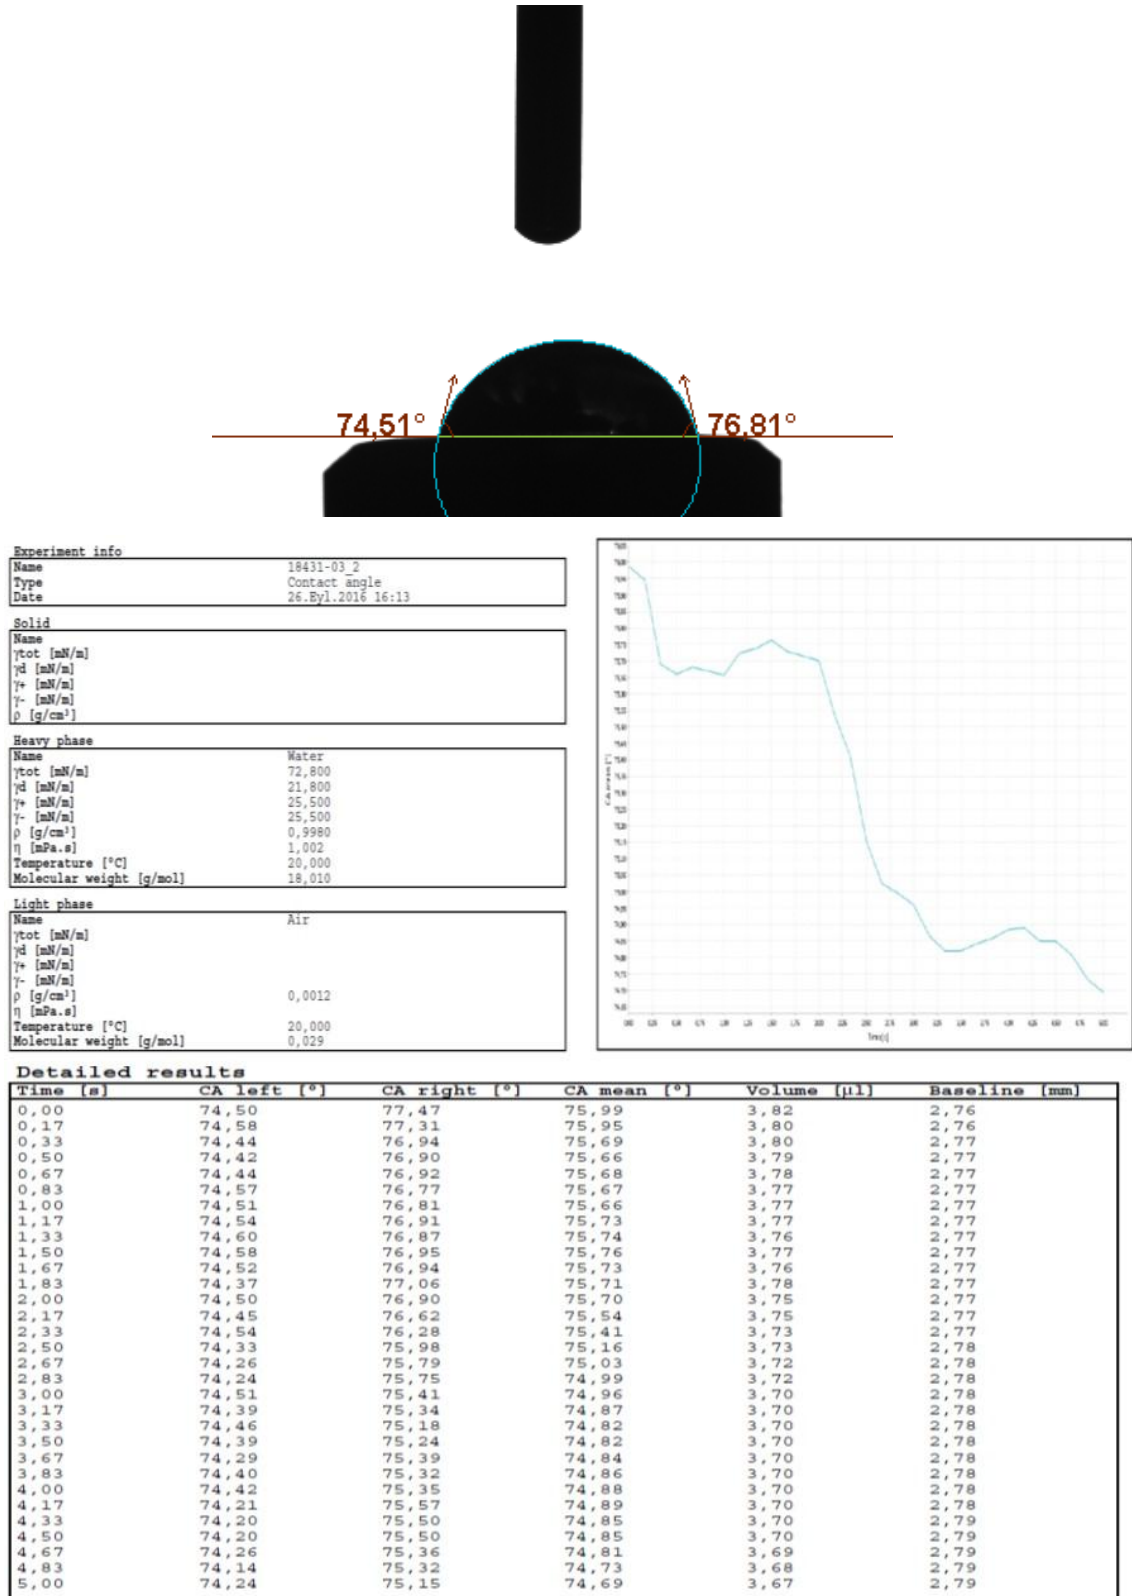 74,51°
76,81°
Experiment info
Name 18431-03_2
Type Contact angle
Date 26.Eyl.2016 16:13
Solid
Name
γtot [mN/m]
γd [mN/m]
γ+ [mN/m]
γ- [mN/m]
ρ [g/cm³]
Heavy phase
Name Water
γtot [mN/m] 72,800
γd [mN/m] 21,800
γ+ [mN/m] 25,500
γ- [mN/m] 25,500
ρ [g/cm³] 0,9980
η [mPa.s] 1,002
Temperature [°C] 20,000
Molecular weight [g/mol] 18,010
Light phase
Name Air
γtot [mN/m]
γd [mN/m]
γ+ [mN/m]
γ- [mN/m]
ρ [g/cm³] 0,0012
η [mPa.s]
Temperature [°C] 20,000
Molecular weight [g/mol] 0,029
CA mean [°]
Time [s]
Detailed results
Time [s] CA left [°] CA right [°] CA mean [°] Volume [µl] Baseline [mm]
0,00 74,50 77,47 75,99 3,82 2,76
0,17 74,58 77,31 75,95 3,80 2,76
0,33 74,44 76,94 75,69 3,80 2,77
0,50 74,42 76,90 75,66 3,79 2,77
0,67 74,44 76,92 75,68 3,78 2,77
0,83 74,57 76,77 75,67 3,77 2,77
1,00 74,51 76,81 75,66 3,77 2,77
1,17 74,54 76,91 75,73 3,77 2,77
1,33 74,60 76,87 75,74 3,76 2,77
1,50 74,58 76,95 75,76 3,77 2,77
1,67 74,52 76,94 75,73 3,76 2,77
1,83 74,37 77,06 75,71 3,78 2,77
2,00 74,50 76,90 75,70 3,75 2,77
2,17 74,45 76,62 75,54 3,75 2,77
2,33 74,54 76,28 75,41 3,73 2,77
2,50 74,33 75,98 75,16 3,73 2,78
2,67 74,26 75,79 75,03 3,72 2,78
2,83 74,24 75,75 74,99 3,72 2,78
3,00 74,51 75,41 74,96 3,70 2,78
3,17 74,39 75,34 74,87 3,70 2,78
3,33 74,46 75,18 74,82 3,70 2,78
3,50 74,39 75,24 74,82 3,70 2,78
3,67 74,29 75,39 74,84 3,70 2,78
3,83 74,40 75,32 74,86 3,70 2,78
4,00 74,42 75,35 74,88 3,70 2,78
4,17 74,21 75,57 74,89 3,70 2,78
4,33 74,20 75,50 74,85 3,70 2,79
4,50 74,20 75,50 74,85 3,70 2,79
4,67 74,26 75,36 74,81 3,69 2,79
4,83 74,14 75,32 74,73 3,68 2,79
5,00 74,24 75,15 74,69 3,67 2,79